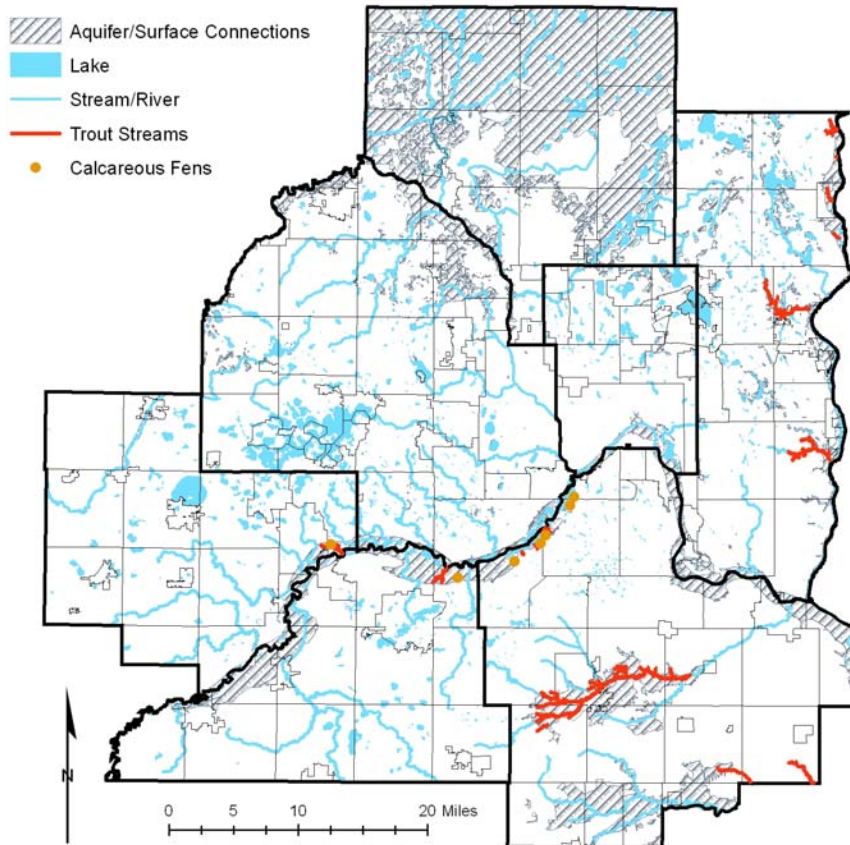 Aquifer/Surface Connections
Lake
Stream/River
Trout Streams
Calcareous Fens
N
0 5 10 20 Miles